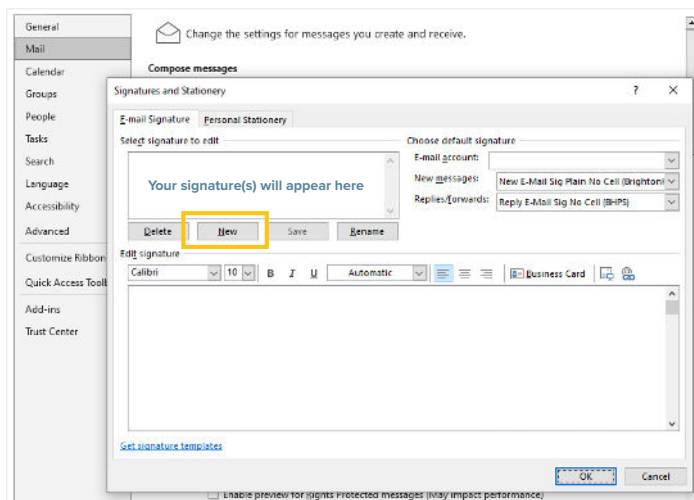 General
Mail
Calendar
Groups
People
Tasks
Search
Language
Accessibility
Advanced
Customize Ribbon
Quick Access Tool
Add-ins
Trust Center
Change the settings for messages you create and receive.
Compose messages
Signatures and Stationery
? ×
E-mail Signature Personal Stationery
Select signature to edit
Your signature(s) will appear here
Delete New Save Rename
Choose default signature
E-mail account:
New messages: New E-Mail Sig Plain No Cell (Brighton
Replies/forwards: Reply E-Mail Sig No Cell (BHPS)
Edit signature
Calibri 10 B I U Automatic Business Card
Get signature templates
OK Cancel
Enable preview for Rights Protected messages (May impact performance)